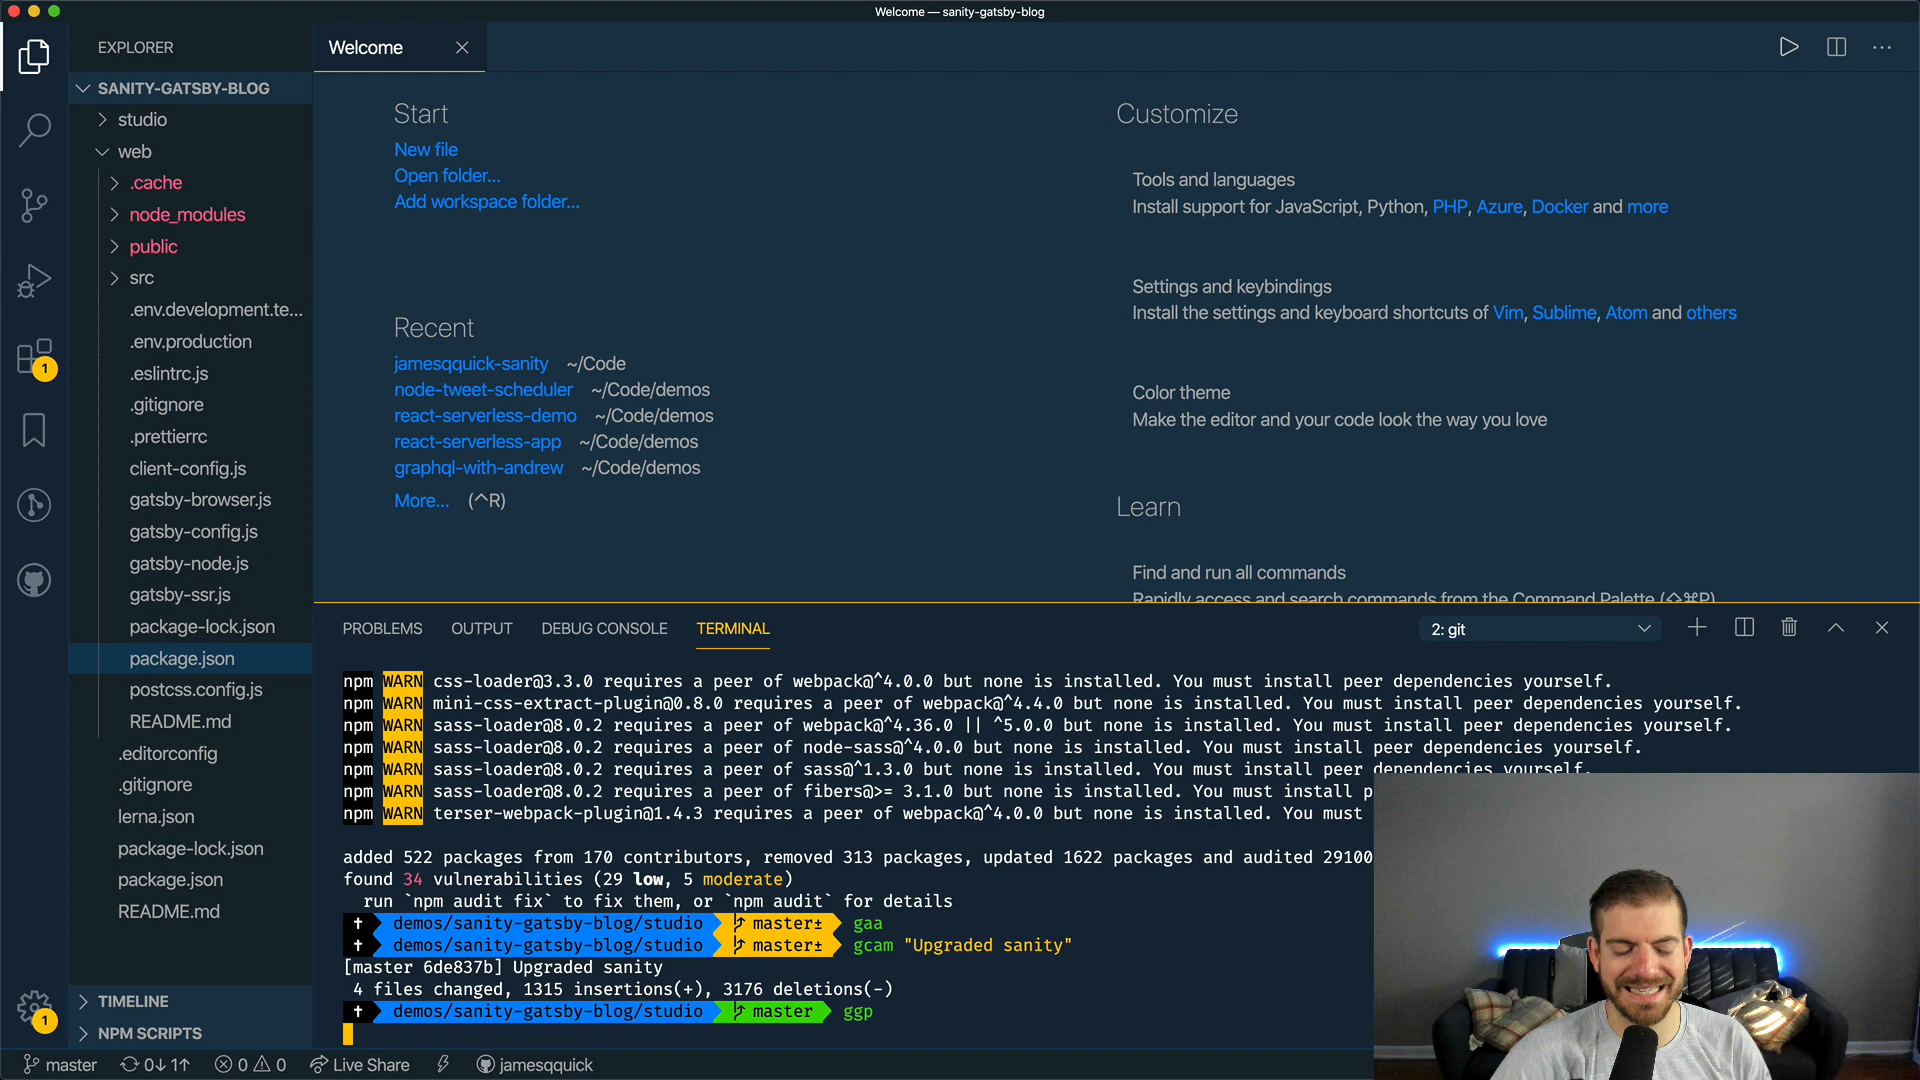 Welcome — sanity-gatsby-blog
EXPLORER
Welcome
SANITY-GATSBY-BLOG
studio
web
.cache
node_modules
public
src
.env.development.te...
.env.production
.eslintrc.js
.gitignore
.prettierrc
client-config.js
gatsby-browser.js
gatsby-config.js
gatsby-node.js
gatsby-ssr.js
package-lock.json
package.json
postcss.config.js
README.md
.editorconfig
.gitignore
lerna.json
package-lock.json
package.json
README.md
TIMELINE
NPM SCRIPTS
1
1
Start
New file
Open folder...
Add workspace folder...
Recent
jamesqquick-sanity ~/Code
node-tweet-scheduler ~/Code/demos
react-serverless-demo ~/Code/demos
react-serverless-app ~/Code/demos
graphql-with-andrew ~/Code/demos
More... (^R)
Customize
Tools and languages
Install support for JavaScript, Python, PHP, Azure, Docker and more
Settings and keybindings
Install the settings and keyboard shortcuts of Vim, Sublime, Atom and others
Color theme
Make the editor and your code look the way you love
Learn
Find and run all commands
Rapidly access and search commands from the Command Palette (⇧⌘P)
PROBLEMS OUTPUT DEBUG CONSOLE TERMINAL 2: git
npm WARN css-loader@3.3.0 requires a peer of webpack@^4.0.0 but none is installed. You must install peer dependencies yourself.
npm WARN mini-css-extract-plugin@0.8.0 requires a peer of webpack@^4.4.0 but none is installed. You must install peer dependencies yourself.
npm WARN sass-loader@8.0.2 requires a peer of webpack@^4.36.0 || ^5.0.0 but none is installed. You must install peer dependencies yourself.
npm WARN sass-loader@8.0.2 requires a peer of node-sass@^4.0.0 but none is installed. You must install peer dependencies yourself.
npm WARN sass-loader@8.0.2 requires a peer of sass@^1.3.0 but none is installed. You must install peer dependencies yourself.
npm WARN sass-loader@8.0.2 requires a peer of fibers@>= 3.1.0 but none is installed. You must install p
npm WARN terser-webpack-plugin@1.4.3 requires a peer of webpack@^4.0.0 but none is installed. You must
added 522 packages from 170 contributors, removed 313 packages, updated 1622 packages and audited 29100
found 34 vulnerabilities (29 low, 5 moderate)
run `npm audit fix` to fix them, or `npm audit` for details
demos/sanity-gatsby-blog/studio master± gaa
demos/sanity-gatsby-blog/studio master± gcam "Upgraded sanity"
[master 6de837b] Upgraded sanity
4 files changed, 1315 insertions(+), 3176 deletions(-)
demos/sanity-gatsby-blog/studio master ggp
master 0↓ 1↑ 0 0 Live Share jamesqquick